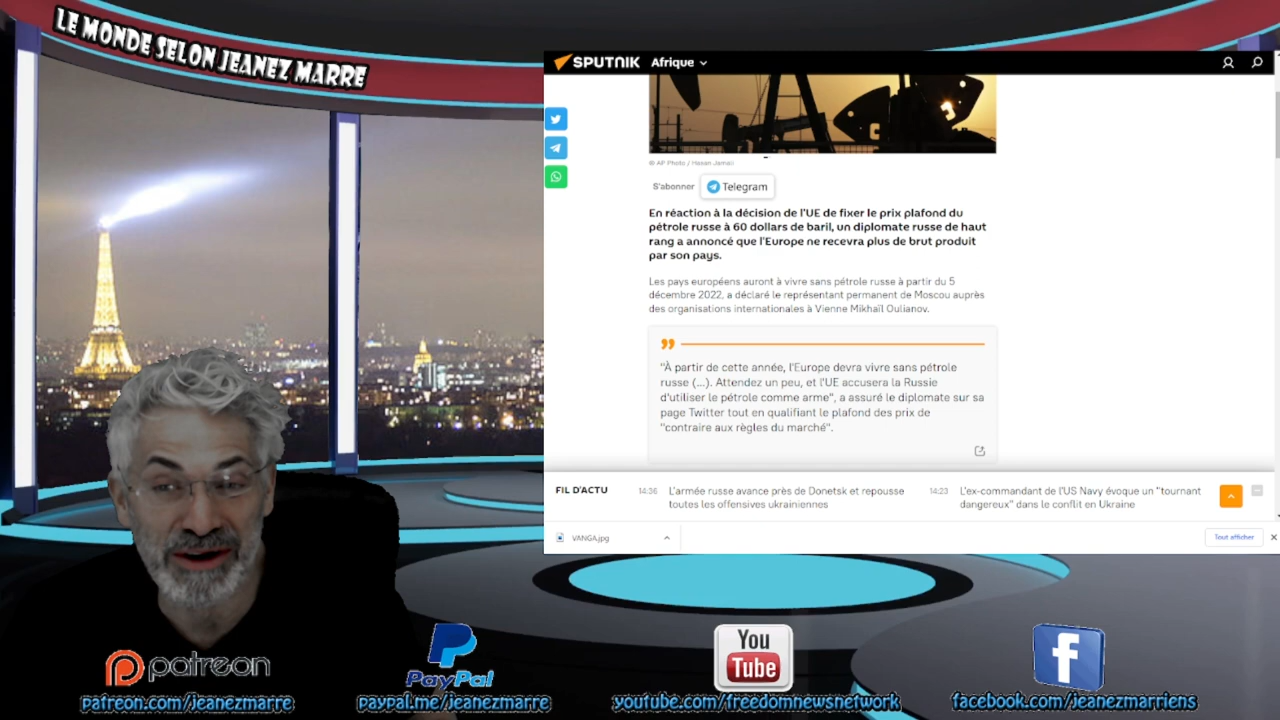 LE MONDE SELON JEANEZ MARRE
SPUTNIK Afrique
© AP Photo / Hasan Jamali
S'abonner Telegram
En réaction à la décision de l'UE de fixer le prix plafond du
pétrole russe à 60 dollars de baril, un diplomate russe de haut
rang a annoncé que l'Europe ne recevra plus de brut produit
par son pays.
Les pays européens auront à vivre sans pétrole russe à partir du 5
décembre 2022, a déclaré le représentant permanent de Moscou auprès
des organisations internationales à Vienne Mikhaïl Oulianov.
"À partir de cette année, l'Europe devra vivre sans pétrole
russe (...). Attendez un peu, et l'UE accusera la Russie
d'utiliser le pétrole comme arme", a assuré le diplomate sur sa
page Twitter tout en qualifiant le plafond des prix de
"contraire aux règles du marché".
FIL D'ACTU
14:36 L'armée russe avance près de Donetsk et repousse
toutes les offensives ukrainiennes
14:23 L'ex-commandant de l'US Navy évoque un "tournant
dangereux" dans le conflit en Ukraine
VANGA.jpg
Tout afficher
patreon
patreon.com/jeanezmarre
PayPal
paypal.me/jeanezmarre
You
Tube
youtube.com/freedomnewsnetwork
f
facebook.com/jeanezmarriens